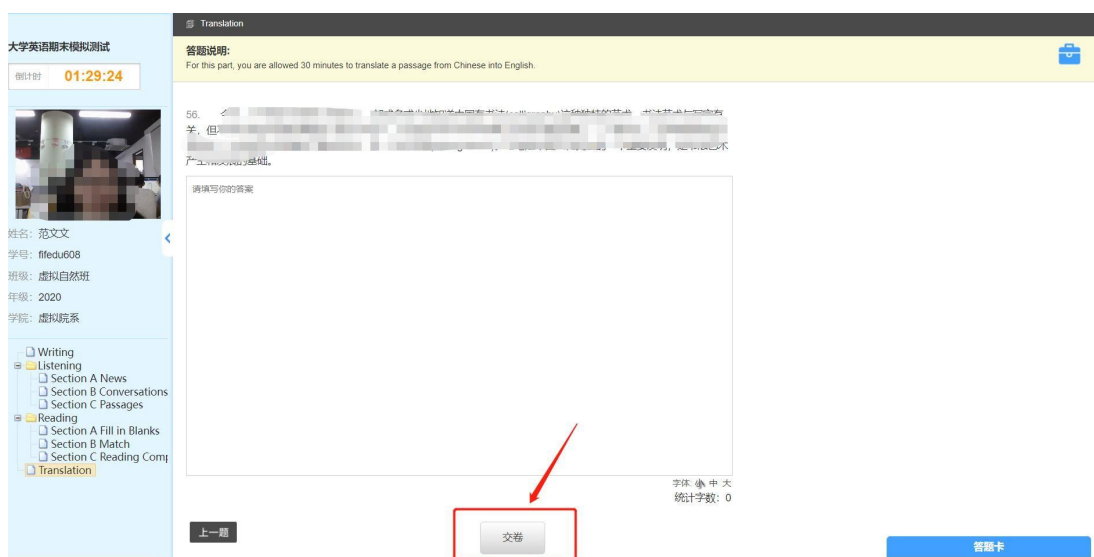 Translation
大学英语期末模拟测试
倒计时 01:29:24
姓名：范文文
学号：fifedu608
班级：虚拟自然班
年级：2020
学院：虚拟院系
Writing
Listening
Section A News
Section B Conversations
Section C Passages
Reading
Section A Fill in Blanks
Section B Match
Section C Reading Comp
Translation
答题说明：
For this part, you are allowed 30 minutes to translate a passage from Chinese into English.
56.
关，但
基础。
请填写你的答案
字体 小 中 大
统计字数：0
上一题
交卷
答题卡